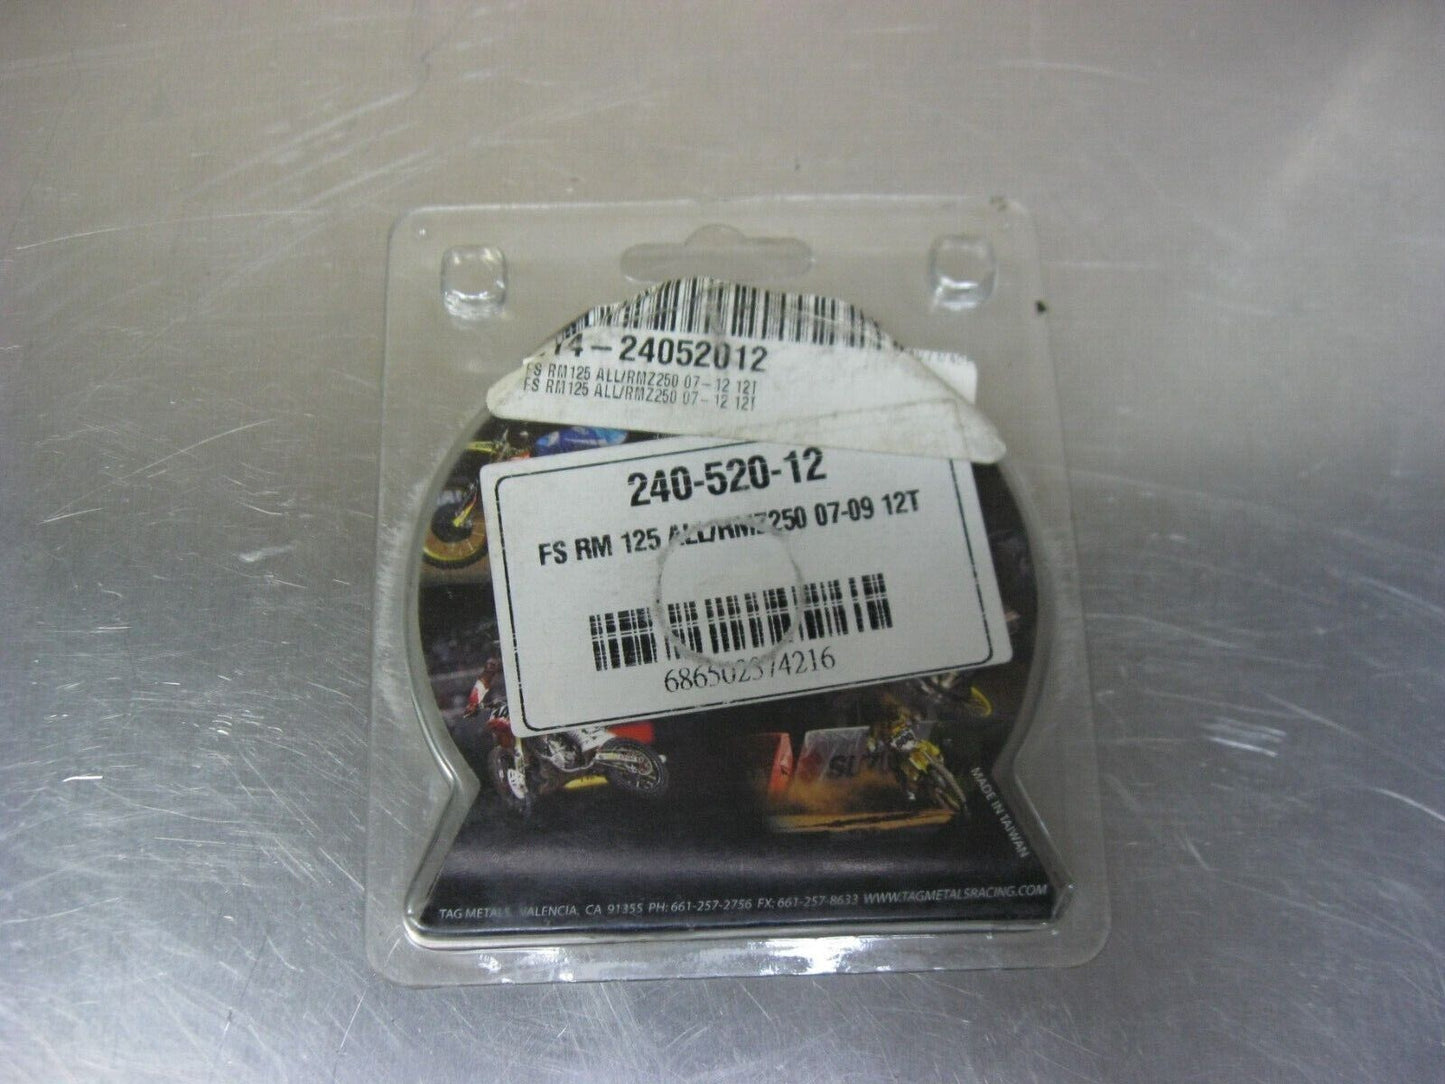 24052012
FS RM125 ALL/RMZ250 07-12 12T
FS RM125 ALL/RMZ250 07-12 12T
240-520-12
FS RM 125 ALL/RMZ250 07-09 12T
686502574216
MADE IN TAIWAN
TAG METALS, VALENCIA, CA 91355 PH: 661-257-2756 FX: 661-257-8633 WWW.TAGMETALSRACING.COM